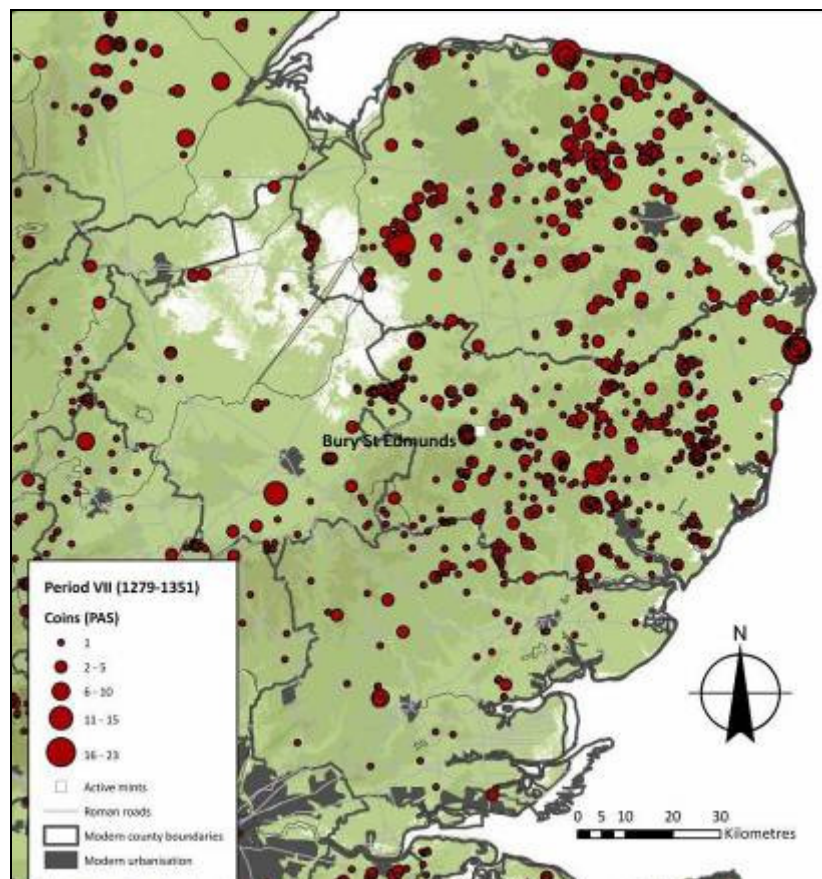 Bury St Edmunds
Period VII (1279-1351)
Coins (PAS)
1
2 - 5
6 - 10
11 - 15
16 - 23
Active mints
Roman roads
Modern county boundaries
Modern urbanisation
N
0 5 10 20 30
Kilometres